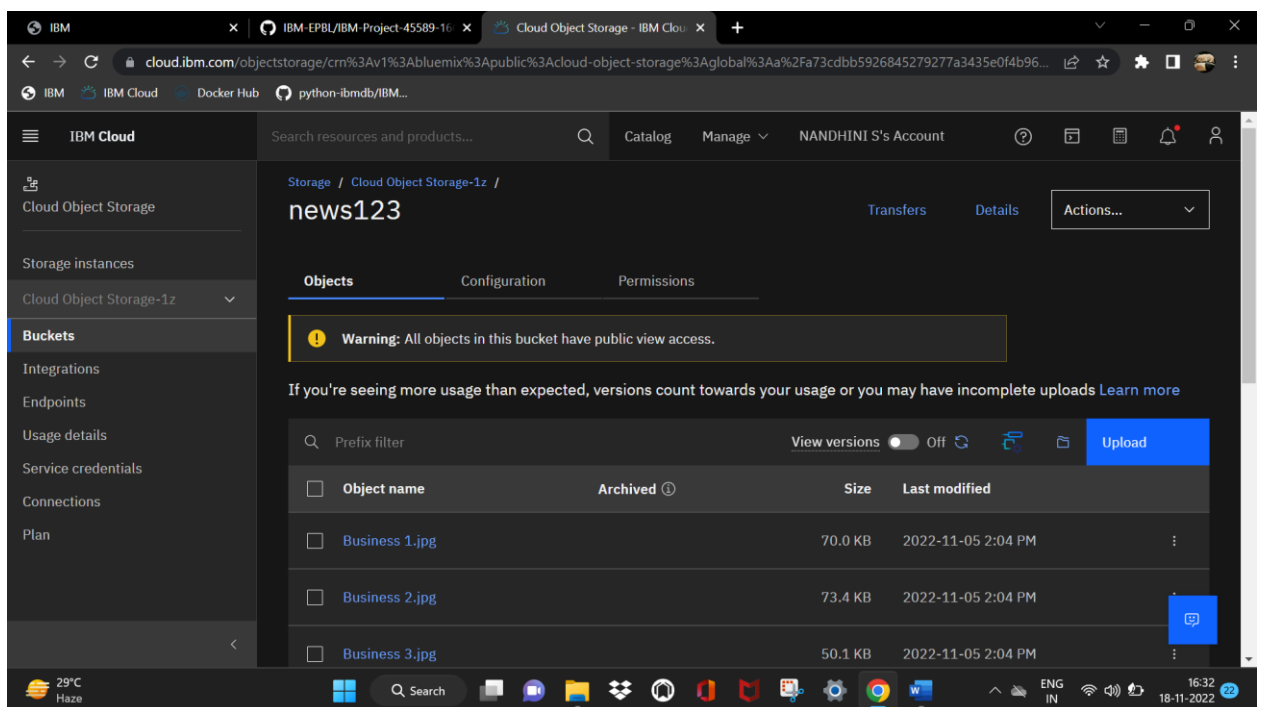 IBM
IBM-EPBL/IBM-Project-45589-16
Cloud Object Storage - IBM Clou
cloud.ibm.com/objectstorage/crn%3Av1%3Abluemix%3Apublic%3Acloud-object-storage%3Aglobal%3Aa%2Fa73cdbb5926845279277a3435e0f4b96...
IBM IBM Cloud Docker Hub python-ibmdb/IBM...
IBM Cloud
Search resources and products...
Catalog Manage NANDHINI S's Account
Cloud Object Storage
Storage instances
Cloud Object Storage-1z
Buckets
Integrations
Endpoints
Usage details
Service credentials
Connections
Plan
Storage / Cloud Object Storage-1z /
news123
Transfers Details Actions...
Objects Configuration Permissions
Warning: All objects in this bucket have public view access.
If you're seeing more usage than expected, versions count towards your usage or you may have incomplete uploads Learn more
Prefix filter View versions Off Upload
Object name Archived Size Last modified
Business 1.jpg 70.0 KB 2022-11-05 2:04 PM
Business 2.jpg 73.4 KB 2022-11-05 2:04 PM
Business 3.jpg 50.1 KB 2022-11-05 2:04 PM
29°C
Haze
Search
ENG
IN
16:32
18-11-2022
22